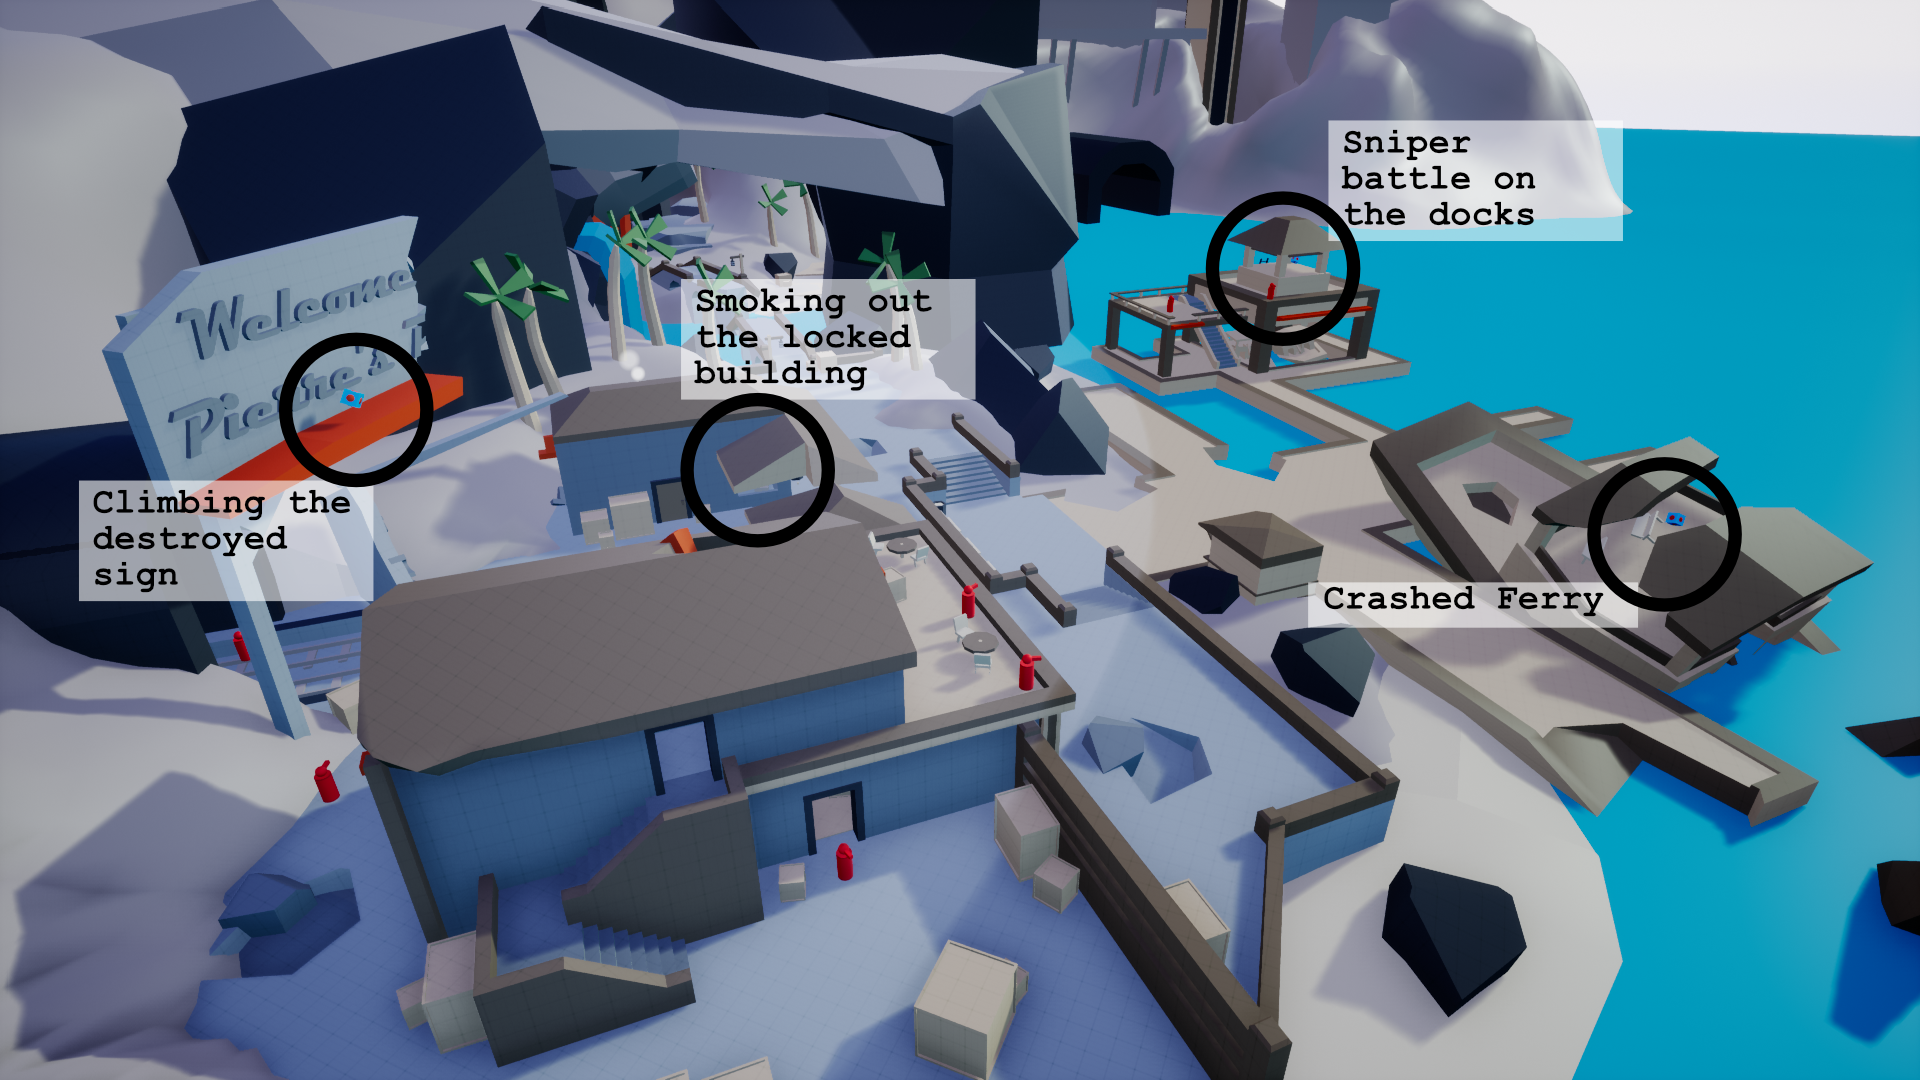 Sniper
battle on
the docks
Welcome
Smoking out
the locked
building
Climbing the
destroyed
sign
Crashed Ferry